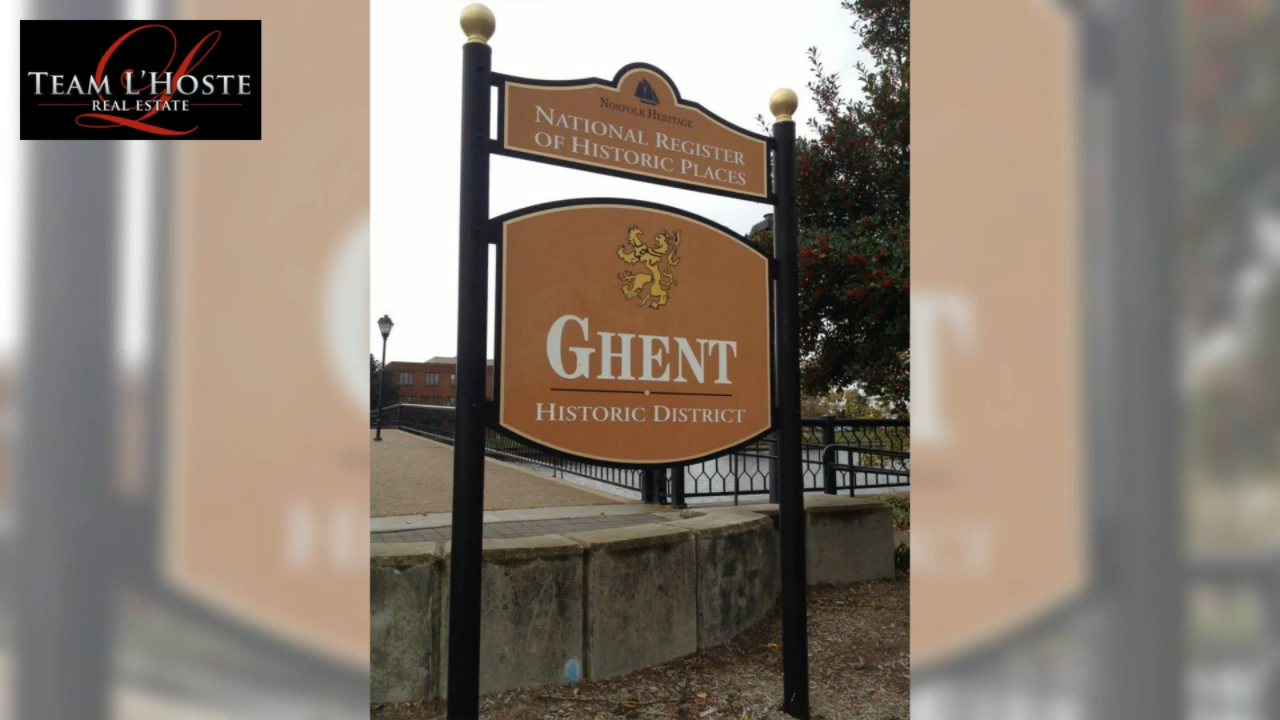 TEAM L'HOSTE
REAL ESTATE
NORFOLK HERITAGE
NATIONAL REGISTER
OF HISTORIC PLACES
GHENT
HISTORIC DISTRICT